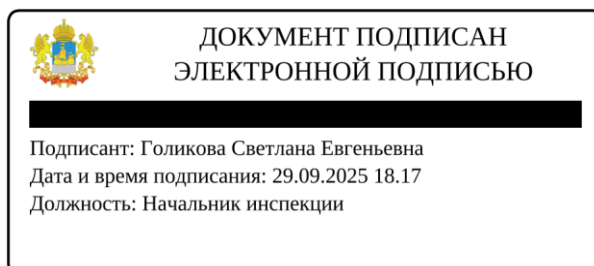 ДОКУМЕНТ ПОДПИСАН
ЭЛЕКТРОННОЙ ПОДПИСЬЮ
Подписант: Голикова Светлана Евгеньевна
Дата и время подписания: 29.09.2025 18.17
Должность: Начальник инспекции